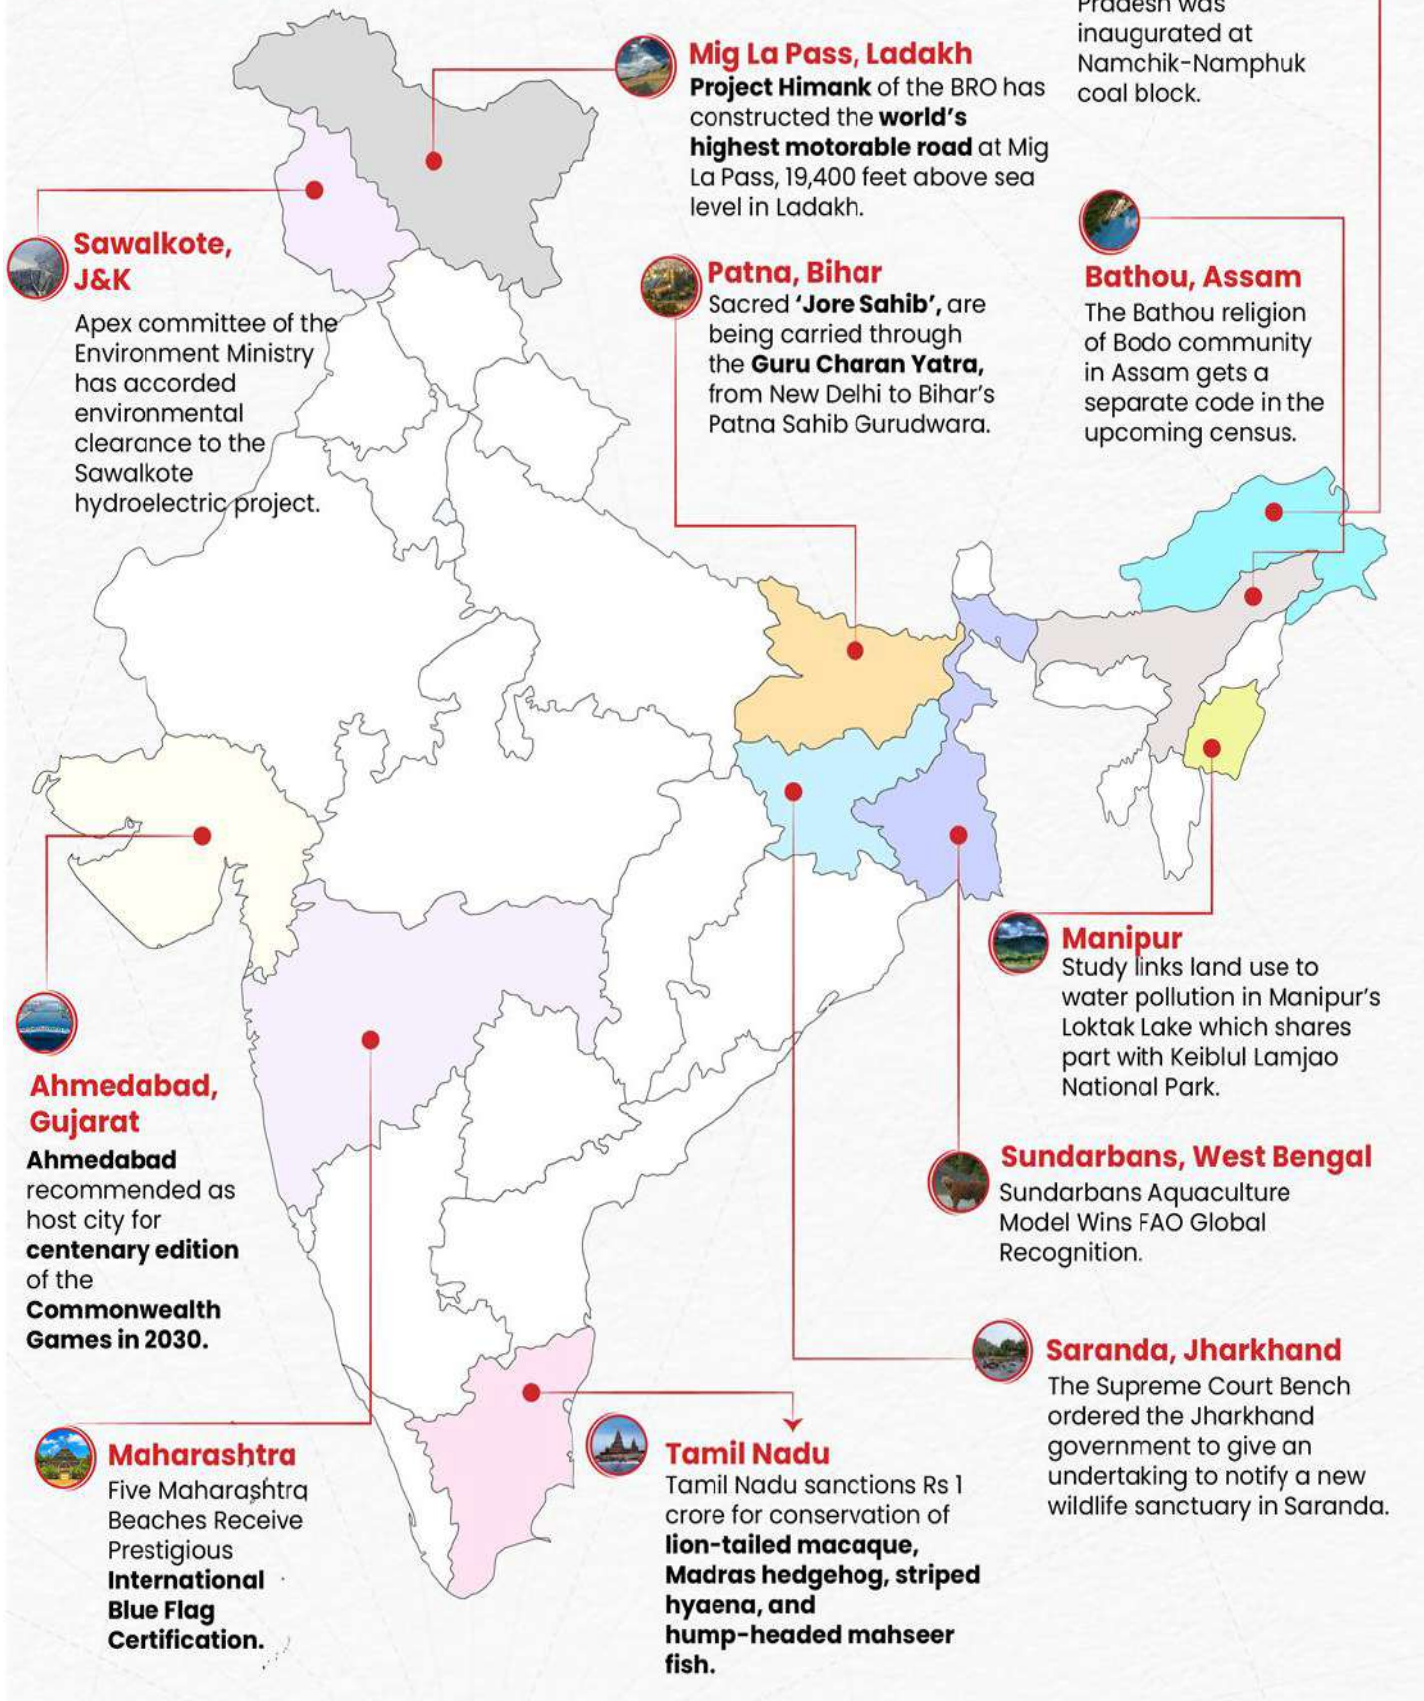 Pradesh was
inaugurated at
Namchik-Namphuk
coal block.
Mig La Pass, Ladakh
Project Himank of the BRO has
constructed the world's
highest motorable road at Mig
La Pass, 19,400 feet above sea
level in Ladakh.
Sawalkote,
J&K
Apex committee of the
Environment Ministry
has accorded
environmental
clearance to the
Sawalkote
hydroelectric project.
Patna, Bihar
Sacred 'Jore Sahib', are
being carried through
the Guru Charan Yatra,
from New Delhi to Bihar's
Patna Sahib Gurudwara.
Bathou, Assam
The Bathou religion
of Bodo community
in Assam gets a
separate code in the
upcoming census.
Manipur
Study links land use to
water pollution in Manipur's
Loktak Lake which shares
part with Keiblul Lamjao
National Park.
Ahmedabad,
Gujarat
Ahmedabad
recommended as
host city for
centenary edition
of the
Commonwealth
Games in 2030.
Sundarbans, West Bengal
Sundarbans Aquaculture
Model Wins FAO Global
Recognition.
Saranda, Jharkhand
The Supreme Court Bench
ordered the Jharkhand
government to give an
undertaking to notify a new
wildlife sanctuary in Saranda.
Maharashtra
Five Maharashtra
Beaches Receive
Prestigious
International
Blue Flag
Certification.
Tamil Nadu
Tamil Nadu sanctions Rs 1
crore for conservation of
lion-tailed macaque,
Madras hedgehog, striped
hyaena, and
hump-headed mahseer
fish.